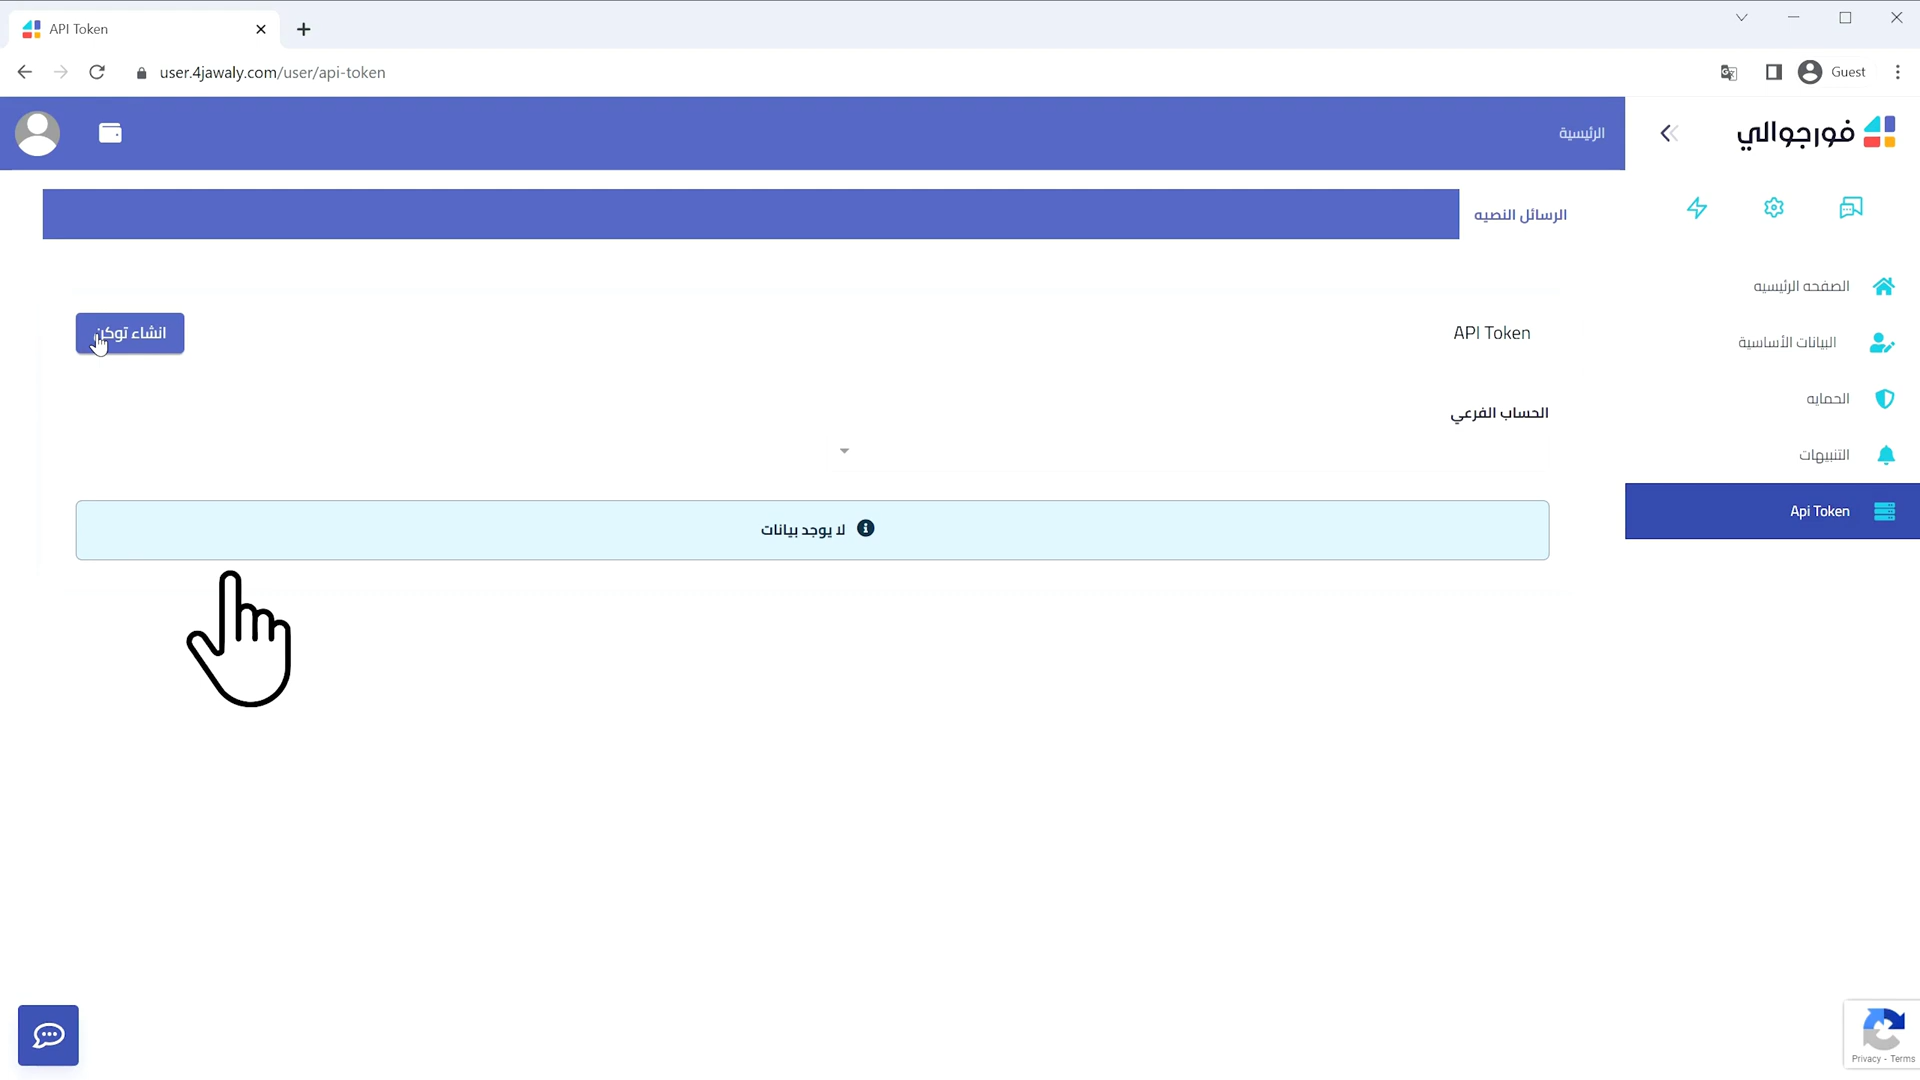 API Token
user.4jawaly.com/user/api-token
Guest
فورجوالي
الرئيسية
الرسائل النصيه
الصفحه الرئيسيه
البيانات الأساسية
الحمايه
التنبيهات
Api Token
API Token
انشاء توكن
الحساب الفرعي
لا يوجد بيانات
Privacy - Terms